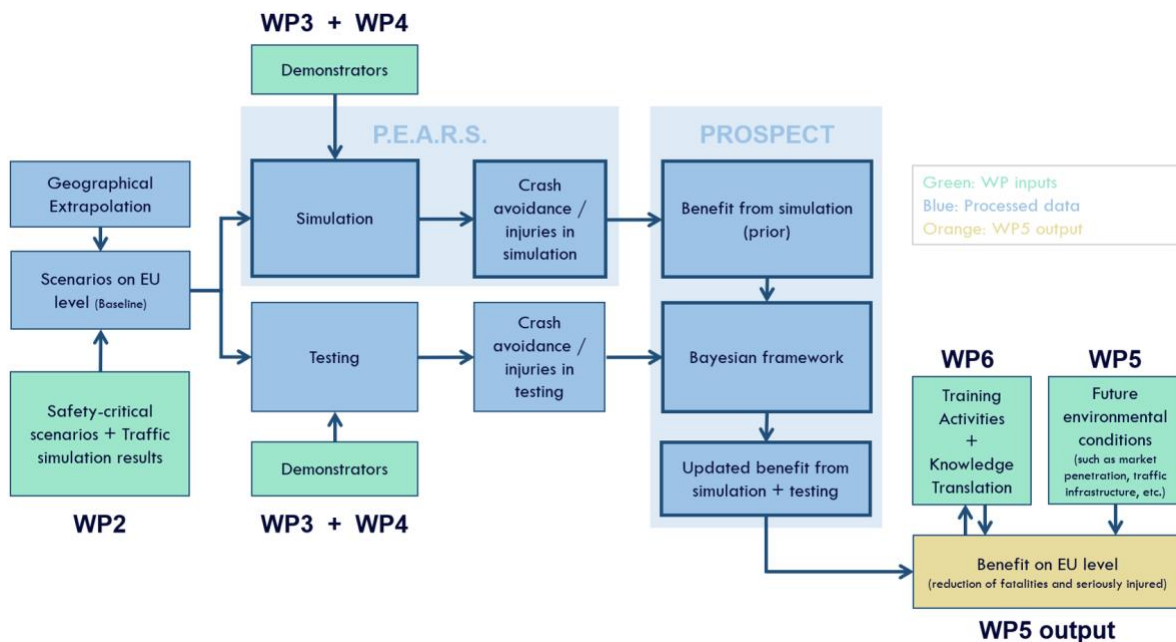 WP3 + WP4
Demonstrators
P.E.A.R.S.
PROSPECT
Geographical
Extrapolation
Simulation
Crash
avoidance /
injuries in
simulation
Benefit from simulation
(prior)
Green: WP inputs
Blue: Processed data
Orange: WP5 output
Scenarios on EU
level (Baseline)
Testing
Crash
avoidance /
injuries in
testing
Bayesian framework
WP6
WP5
Safety-critical
scenarios + Traffic
simulation results
WP2
Demonstrators
WP3 + WP4
Updated benefit from
simulation + testing
Training
Activities
+
Knowledge
Translation
Future
environmental
conditions
(such as market
penetration, traffic
infrastructure, etc.)
Benefit on EU level
(reduction of fatalities and seriously injured)
WP5 output